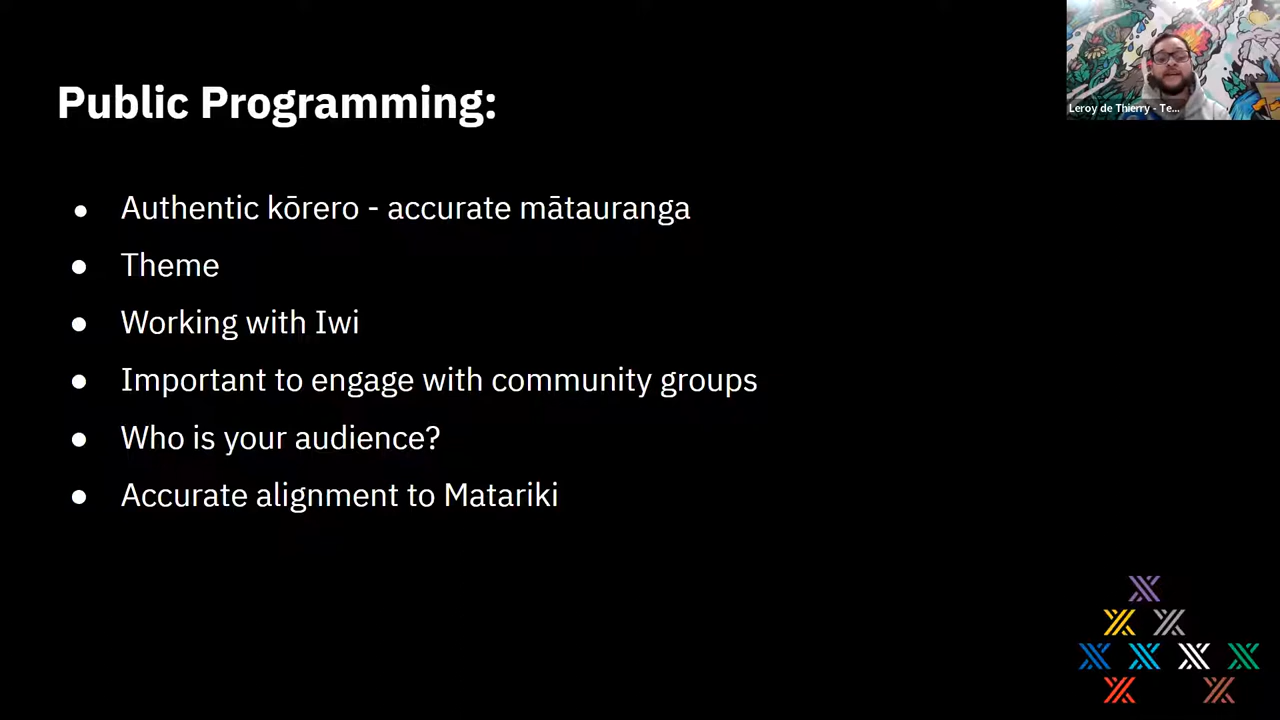 Public Programming:
Leroy de Thierry - Te...
● Authentic kōrero - accurate mātauranga
● Theme
● Working with Iwi
● Important to engage with community groups
● Who is your audience?
● Accurate alignment to Matariki